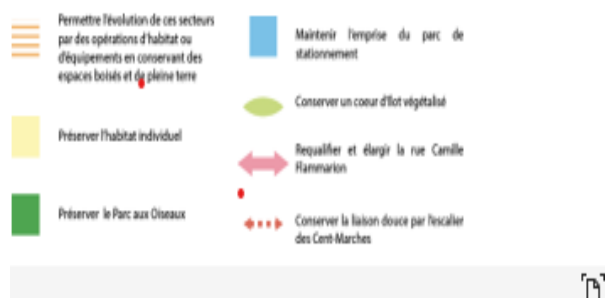 Permettre l'évolution de ces secteurs
par des opérations d'habitat ou
d'équipements en conservant des
espaces boisés et de pleine terre
Préserver l'habitat individuel
Préserver le Parc aux Oiseaux
Maintenir l'emprise du parc de
stationnement
Conserver un coeur d'îlot végétalisé
Requalifier et élargir la rue Camille
Flammarion
Conserver la liaison douce par l'escalier
des Cent-Marches